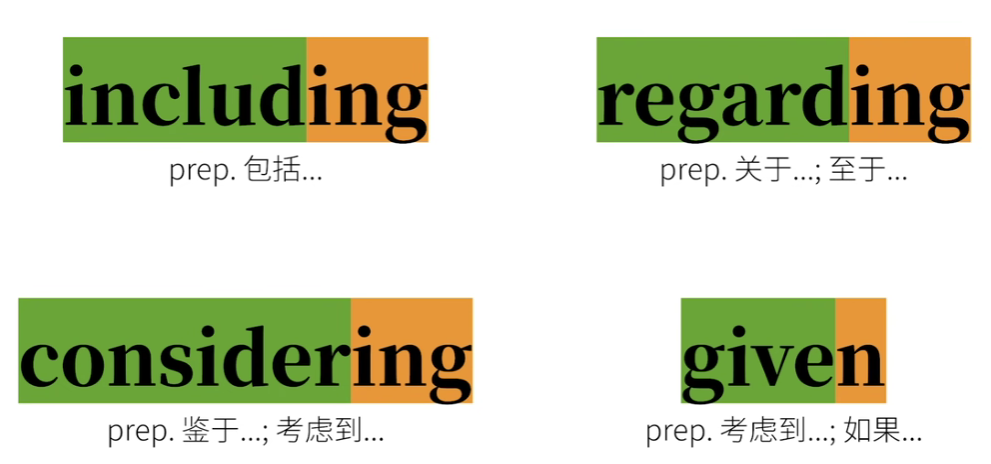 including
prep. 包括...
regarding
prep. 关于...; 至于...
considering
prep. 鉴于...; 考虑到...
given
prep. 考虑到...; 如果...